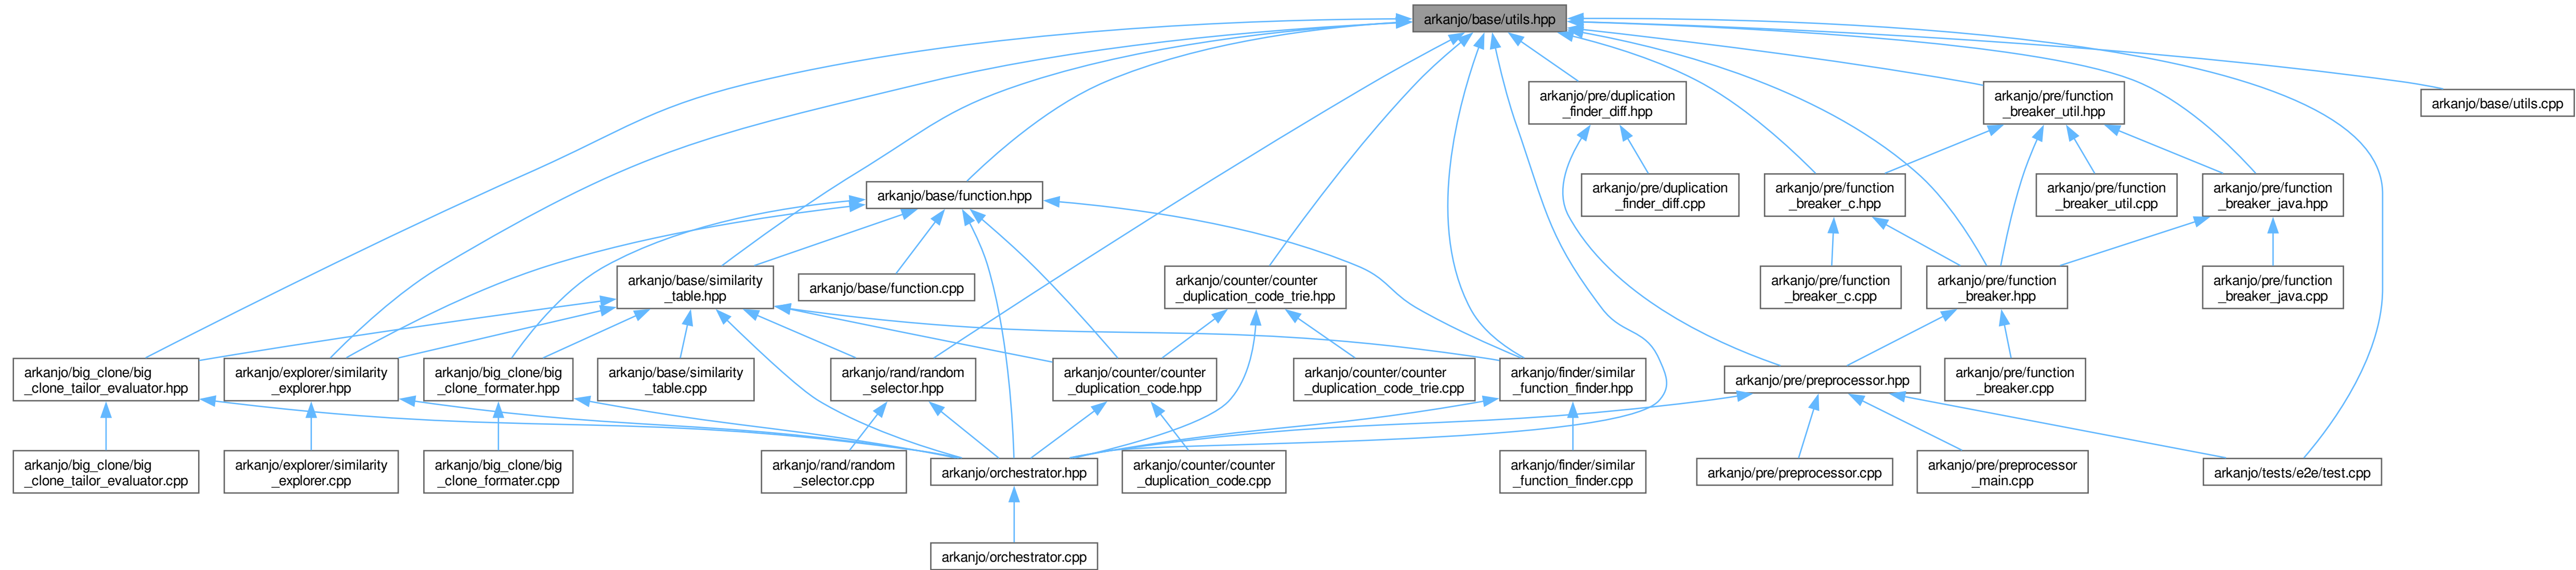 arkanjo/base/utils.hpp
arkanjo/pre/duplication
_finder_diff.hpp
arkanjo/pre/function
_breaker_util.hpp
arkanjo/base/utils.cpp
arkanjo/base/function.hpp
arkanjo/pre/duplication
_finder_diff.cpp
arkanjo/pre/function
_breaker_c.hpp
arkanjo/pre/function
_breaker_util.cpp
arkanjo/pre/function
_breaker_java.hpp
arkanjo/base/similarity
_table.hpp
arkanjo/base/function.cpp
arkanjo/counter/counter
_duplication_code_trie.hpp
arkanjo/pre/function
_breaker_c.cpp
arkanjo/pre/function
_breaker.hpp
arkanjo/pre/function
_breaker_java.cpp
arkanjo/big_clone/big
_clone_tailor_evaluator.hpp
arkanjo/explorer/similarity
_explorer.hpp
arkanjo/big_clone/big
_clone_formater.hpp
arkanjo/base/similarity
_table.cpp
arkanjo/rand/random
_selector.hpp
arkanjo/counter/counter
_duplication_code.hpp
arkanjo/counter/counter
_duplication_code_trie.cpp
arkanjo/finder/similar
_function_finder.hpp
arkanjo/pre/preprocessor.hpp
arkanjo/pre/function
_breaker.cpp
arkanjo/big_clone/big
_clone_tailor_evaluator.cpp
arkanjo/explorer/similarity
_explorer.cpp
arkanjo/big_clone/big
_clone_formater.cpp
arkanjo/rand/random
_selector.cpp
arkanjo/orchestrator.hpp
arkanjo/counter/counter
_duplication_code.cpp
arkanjo/finder/similar
_function_finder.cpp
arkanjo/pre/preprocessor.cpp
arkanjo/pre/preprocessor
_main.cpp
arkanjo/tests/e2e/test.cpp
arkanjo/orchestrator.cpp